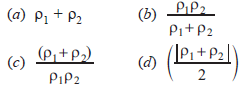 (a) ρ₁ + ρ₂ (b) ρ₁ρ₂ / ρ₁+ρ₂
(c) (ρ₁+ρ₂) / ρ₁ρ₂ (d) (|ρ₁+ρ₂| / 2)